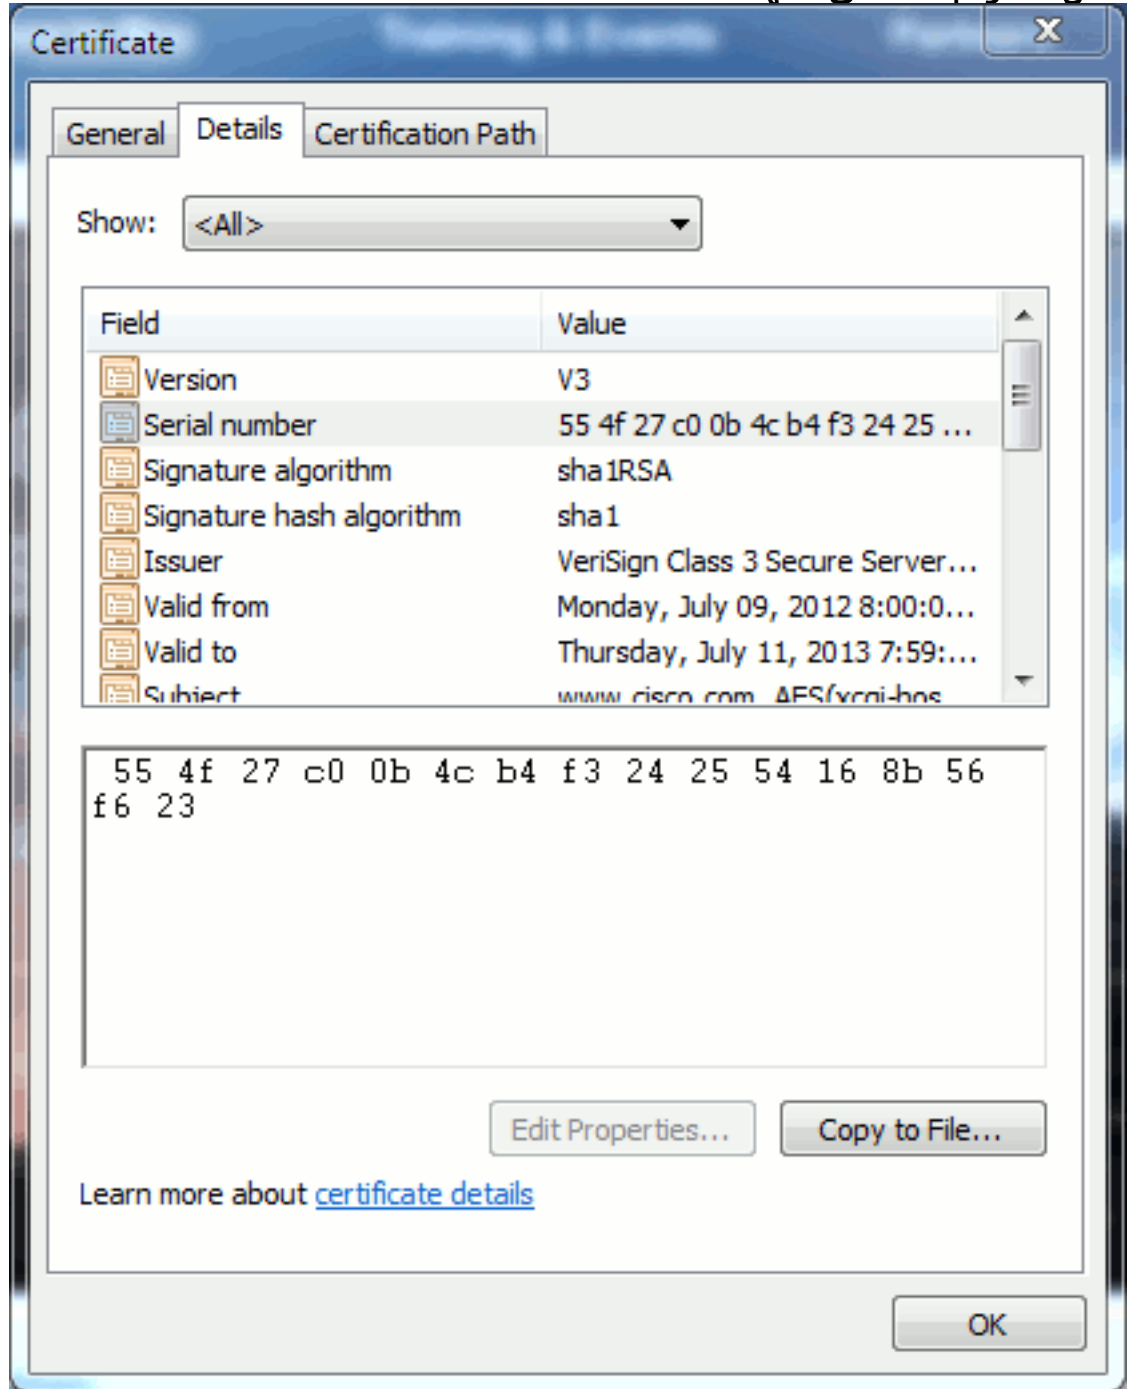 Certificate
General Details Certification Path
Show: <All>
Field Value
Version V3
Serial number 55 4f 27 c0 0b 4c b4 f3 24 25 ...
Signature algorithm sha1RSA
Signature hash algorithm sha1
Issuer VeriSign Class 3 Secure Server...
Valid from Monday, July 09, 2012 8:00:0...
Valid to Thursday, July 11, 2013 7:59:...
Subject www.cisco.com
55 4f 27 c0 0b 4c b4 f3 24 25 54 16 8b 56
f6 23
Edit Properties... Copy to File...
Learn more about certificate details
OK